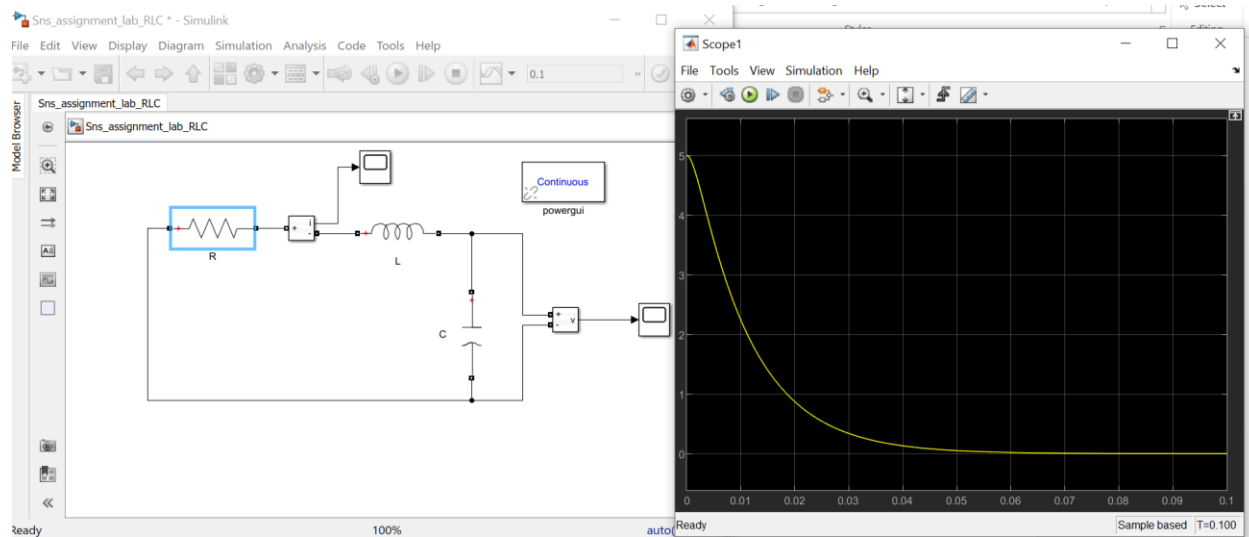 Sns_assignment_lab_RLC * - Simulink
File Edit View Display Diagram Simulation Analysis Code Tools Help
0.1
Model Browser
Sns_assignment_lab_RLC
Sns_assignment_lab_RLC
Continuous
powergui
R
+
i
+
-
+
L
+
C
+
-
v
Ready
100%
auto(
Select
Editing
Scope1
File Tools View Simulation Help
5
4
3
2
1
0
0 0.01 0.02 0.03 0.04 0.05 0.06 0.07 0.08 0.09 0.1
Ready
Sample based T=0.100